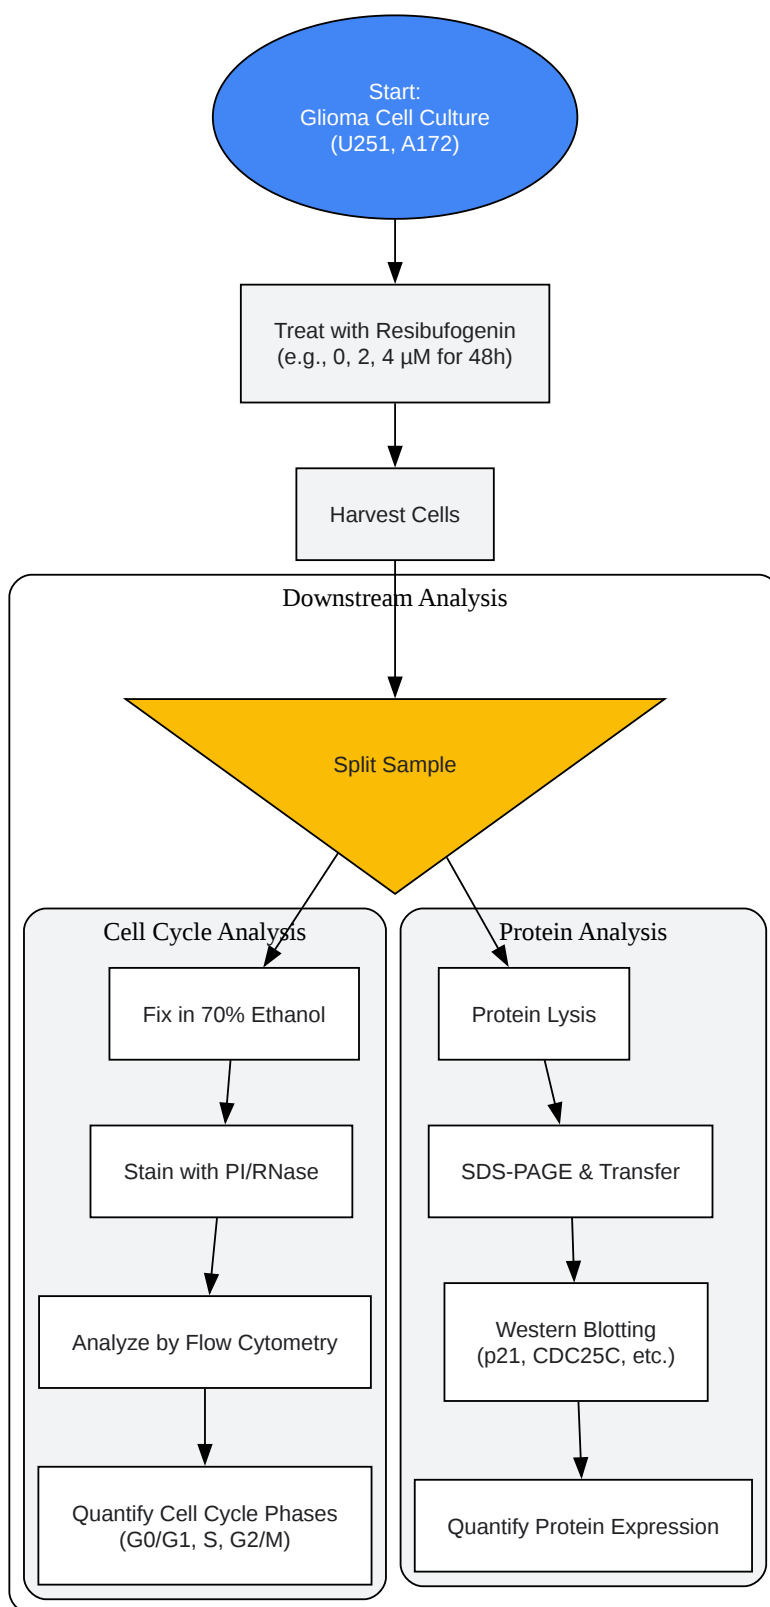 Start:
Glioma Cell Culture
(U251, A172)
Treat with Resibufogenin
(e.g., 0, 2, 4 µM for 48h)
Harvest Cells
Downstream Analysis
Split Sample
Cell Cycle Analysis
Fix in 70% Ethanol
Stain with PI/RNase
Analyze by Flow Cytometry
Quantify Cell Cycle Phases
(G0/G1, S, G2/M)
Protein Analysis
Protein Lysis
SDS-PAGE & Transfer
Western Blotting
(p21, CDC25C, etc.)
Quantify Protein Expression